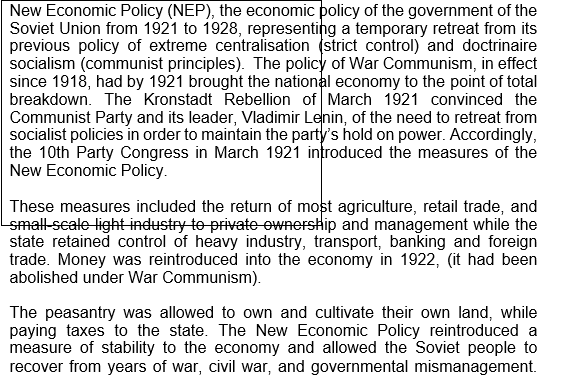 New Economic Policy (NEP), the economic policy of the government of the
Soviet Union from 1921 to 1928, representing a temporary retreat from its
previous policy of extreme centralisation (strict control) and doctrinaire
socialism (communist principles). The policy of War Communism, in effect
since 1918, had by 1921 brought the national economy to the point of total
breakdown. The Kronstadt Rebellion of March 1921 convinced the
Communist Party and its leader, Vladimir Lenin, of the need to retreat from
socialist policies in order to maintain the party's hold on power. Accordingly,
the 10th Party Congress in March 1921 introduced the measures of the
New Economic Policy.
These measures included the return of most agriculture, retail trade, and
small-scale light industry to private ownership and management while the
state retained control of heavy industry, transport, banking and foreign
trade. Money was reintroduced into the economy in 1922, (it had been
abolished under War Communism).
The peasantry was allowed to own and cultivate their own land, while
paying taxes to the state. The New Economic Policy reintroduced a
measure of stability to the economy and allowed the Soviet people to
recover from years of war, civil war, and governmental mismanagement.